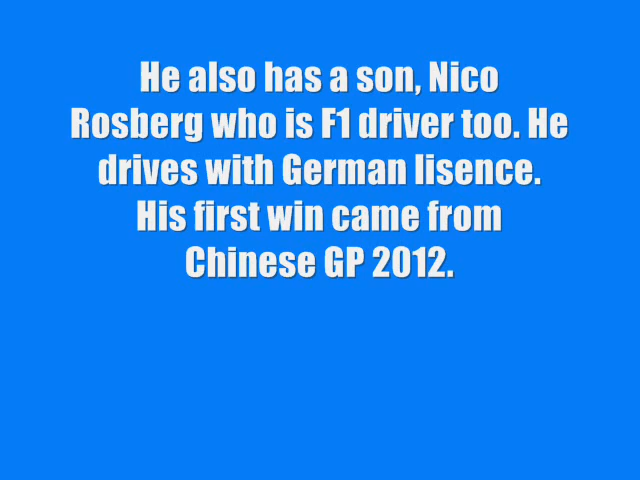 He also has a son, Nico
Rosberg who is F1 driver too. He
drives with German lisence.
His first win came from
Chinese GP 2012.